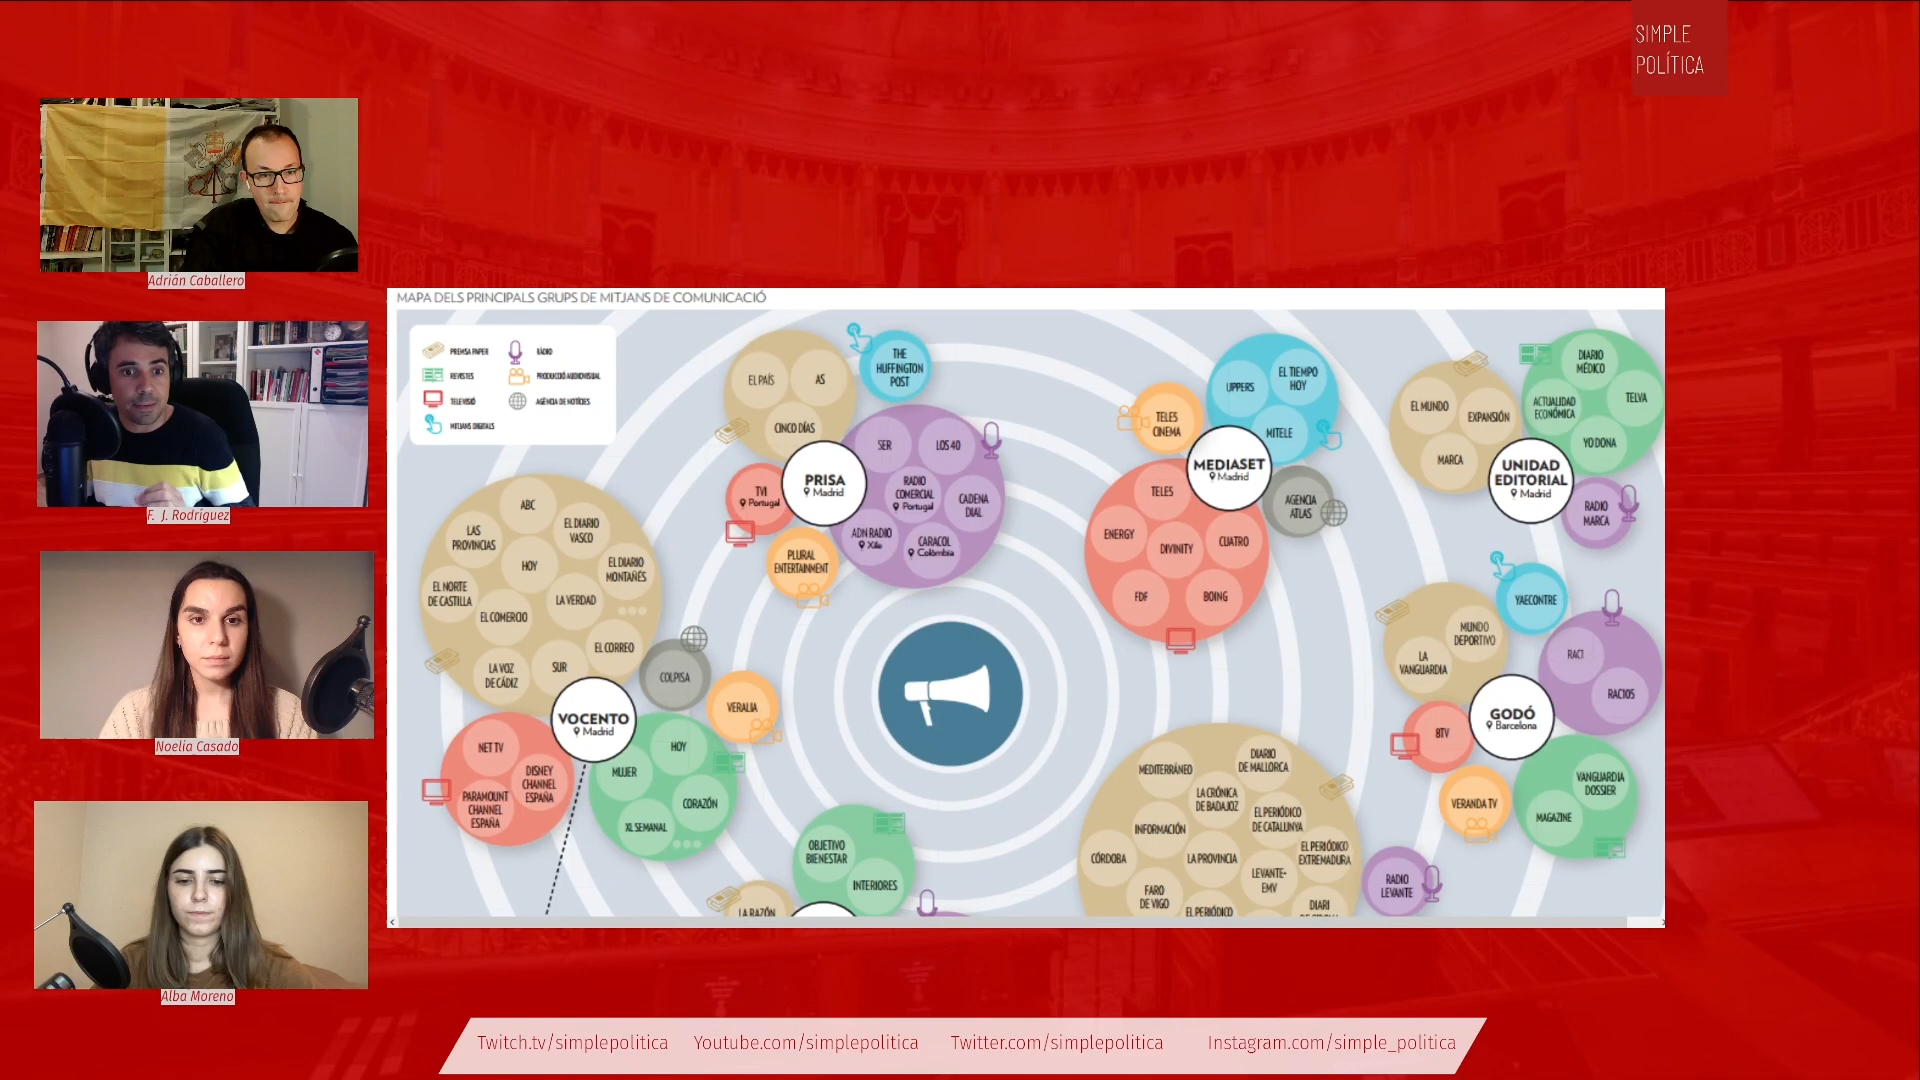 SIMPLE
POLÍTICA
Adrián Caballero
F. J. Rodríguez
Noelia Casado
Alba Moreno
MAPA DELS PRINCIPALS GRUPS DE MITJANS DE COMUNICACIÓ
PREMSA PAPER
RÀDIO
REVISTES
PRODUCCIÓ AUDIOVISUAL
TELEVISIÓ
AGÈNCIA DE NOTÍCIES
MITJANS DIGITALS
EL PAÍS
AS
CINCO DÍAS
THE
HUFFINGTON
POST
SER
LOS 40
RADIO
COMERCIAL
Portugal
CADENA
DIAL
ADN RADIO
Xile
CARACOL
Colòmbia
PRISA
Madrid
TVI
Portugal
PLURAL
ENTERTAINMENT
ABC
LAS
PROVINCIAS
EL DIARIO
VASCO
HOY
EL DIARIO
MONTAÑÉS
EL NORTE
DE CASTILLA
LA VERDAD
EL COMERCIO
EL CORREO
LA VOZ
DE CÁDIZ
SUR
COLPISA
VERALIA
VOCENTO
Madrid
NET TV
DISNEY
CHANNEL
ESPAÑA
PARAMOUNT
CHANNEL
ESPAÑA
HOY
MUJER
CORAZÓN
XL SEMANAL
OBJETIVO
BIENESTAR
INTERIORES
LA RAZÓN
TELES
CINEMA
UPPERS
EL TIEMPO
HOY
MITELE
MEDIASET
Madrid
TELES
ENERGY
DIVINITY
CUATRO
FDF
BOING
AGENCIA
ATLAS
EL MUNDO
EXPANSIÓN
MARCA
DIARIO
MÉDICO
ACTUALIDAD
ECONÓMICA
TELVA
YO DONA
UNIDAD
EDITORIAL
Madrid
RADIO
MARCA
YAECONTRE
MUNDO
DEPORTIVO
LA
VANGUARDIA
RAC1
RAC105
GODÓ
Barcelona
BTV
VERANDA TV
VANGUARDIA
DOSSIER
MAGAZINE
MEDITERRÁNEO
DIARIO
DE MALLORCA
LA CRÓNICA
DE BADAJOZ
INFORMACIÓN
EL PERIÓDICO
DE CATALUNYA
CÓRDOBA
LA PROVINCIA
EL PERIÓDICO
EXTREMADURA
LEVANTE-
EMV
FARO
DE VIGO
EL PERIÓDICO
DIARI
RADIO
LEVANTE
Twitch.tv/simplepolitica
Youtube.com/simplepolitica
Twitter.com/simplepolitica
Instagram.com/simple_politica